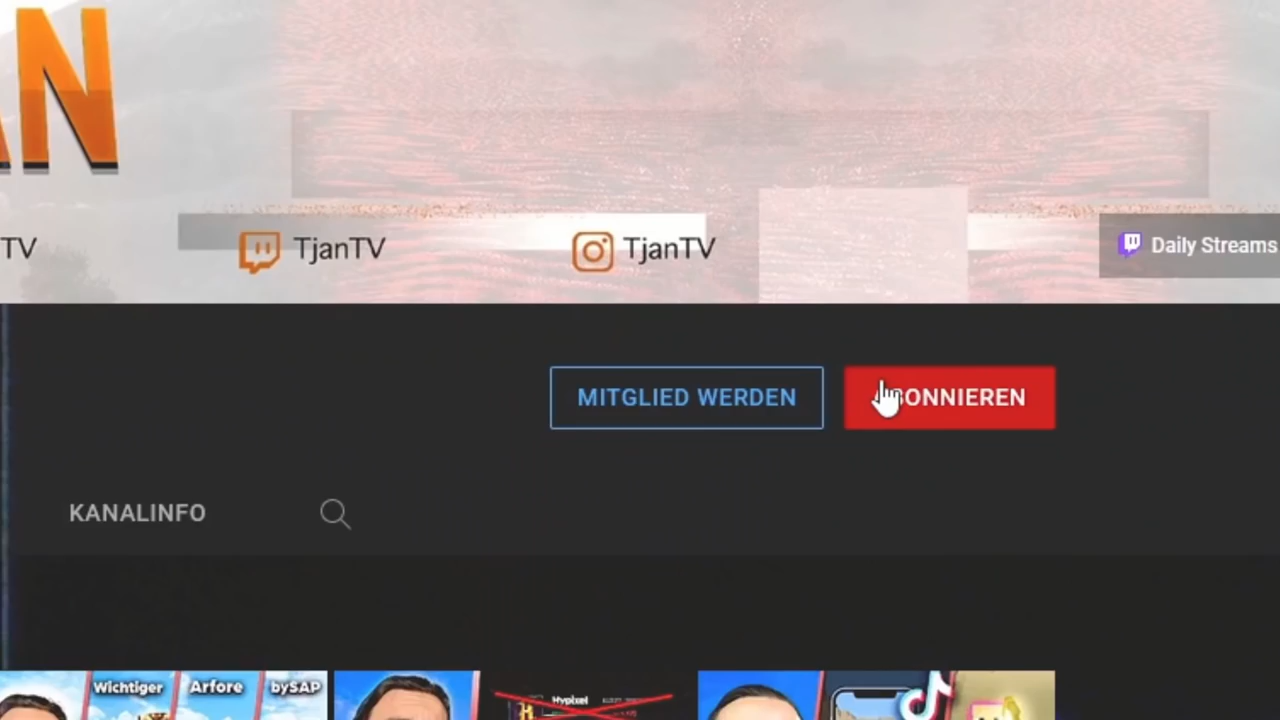 AN
TV
TjanTV
TjanTV
Daily Streams
MITGLIED WERDEN
ONNIEREN
KANALINFO
Wichtiger
Arfore
bySAP
Hypixel